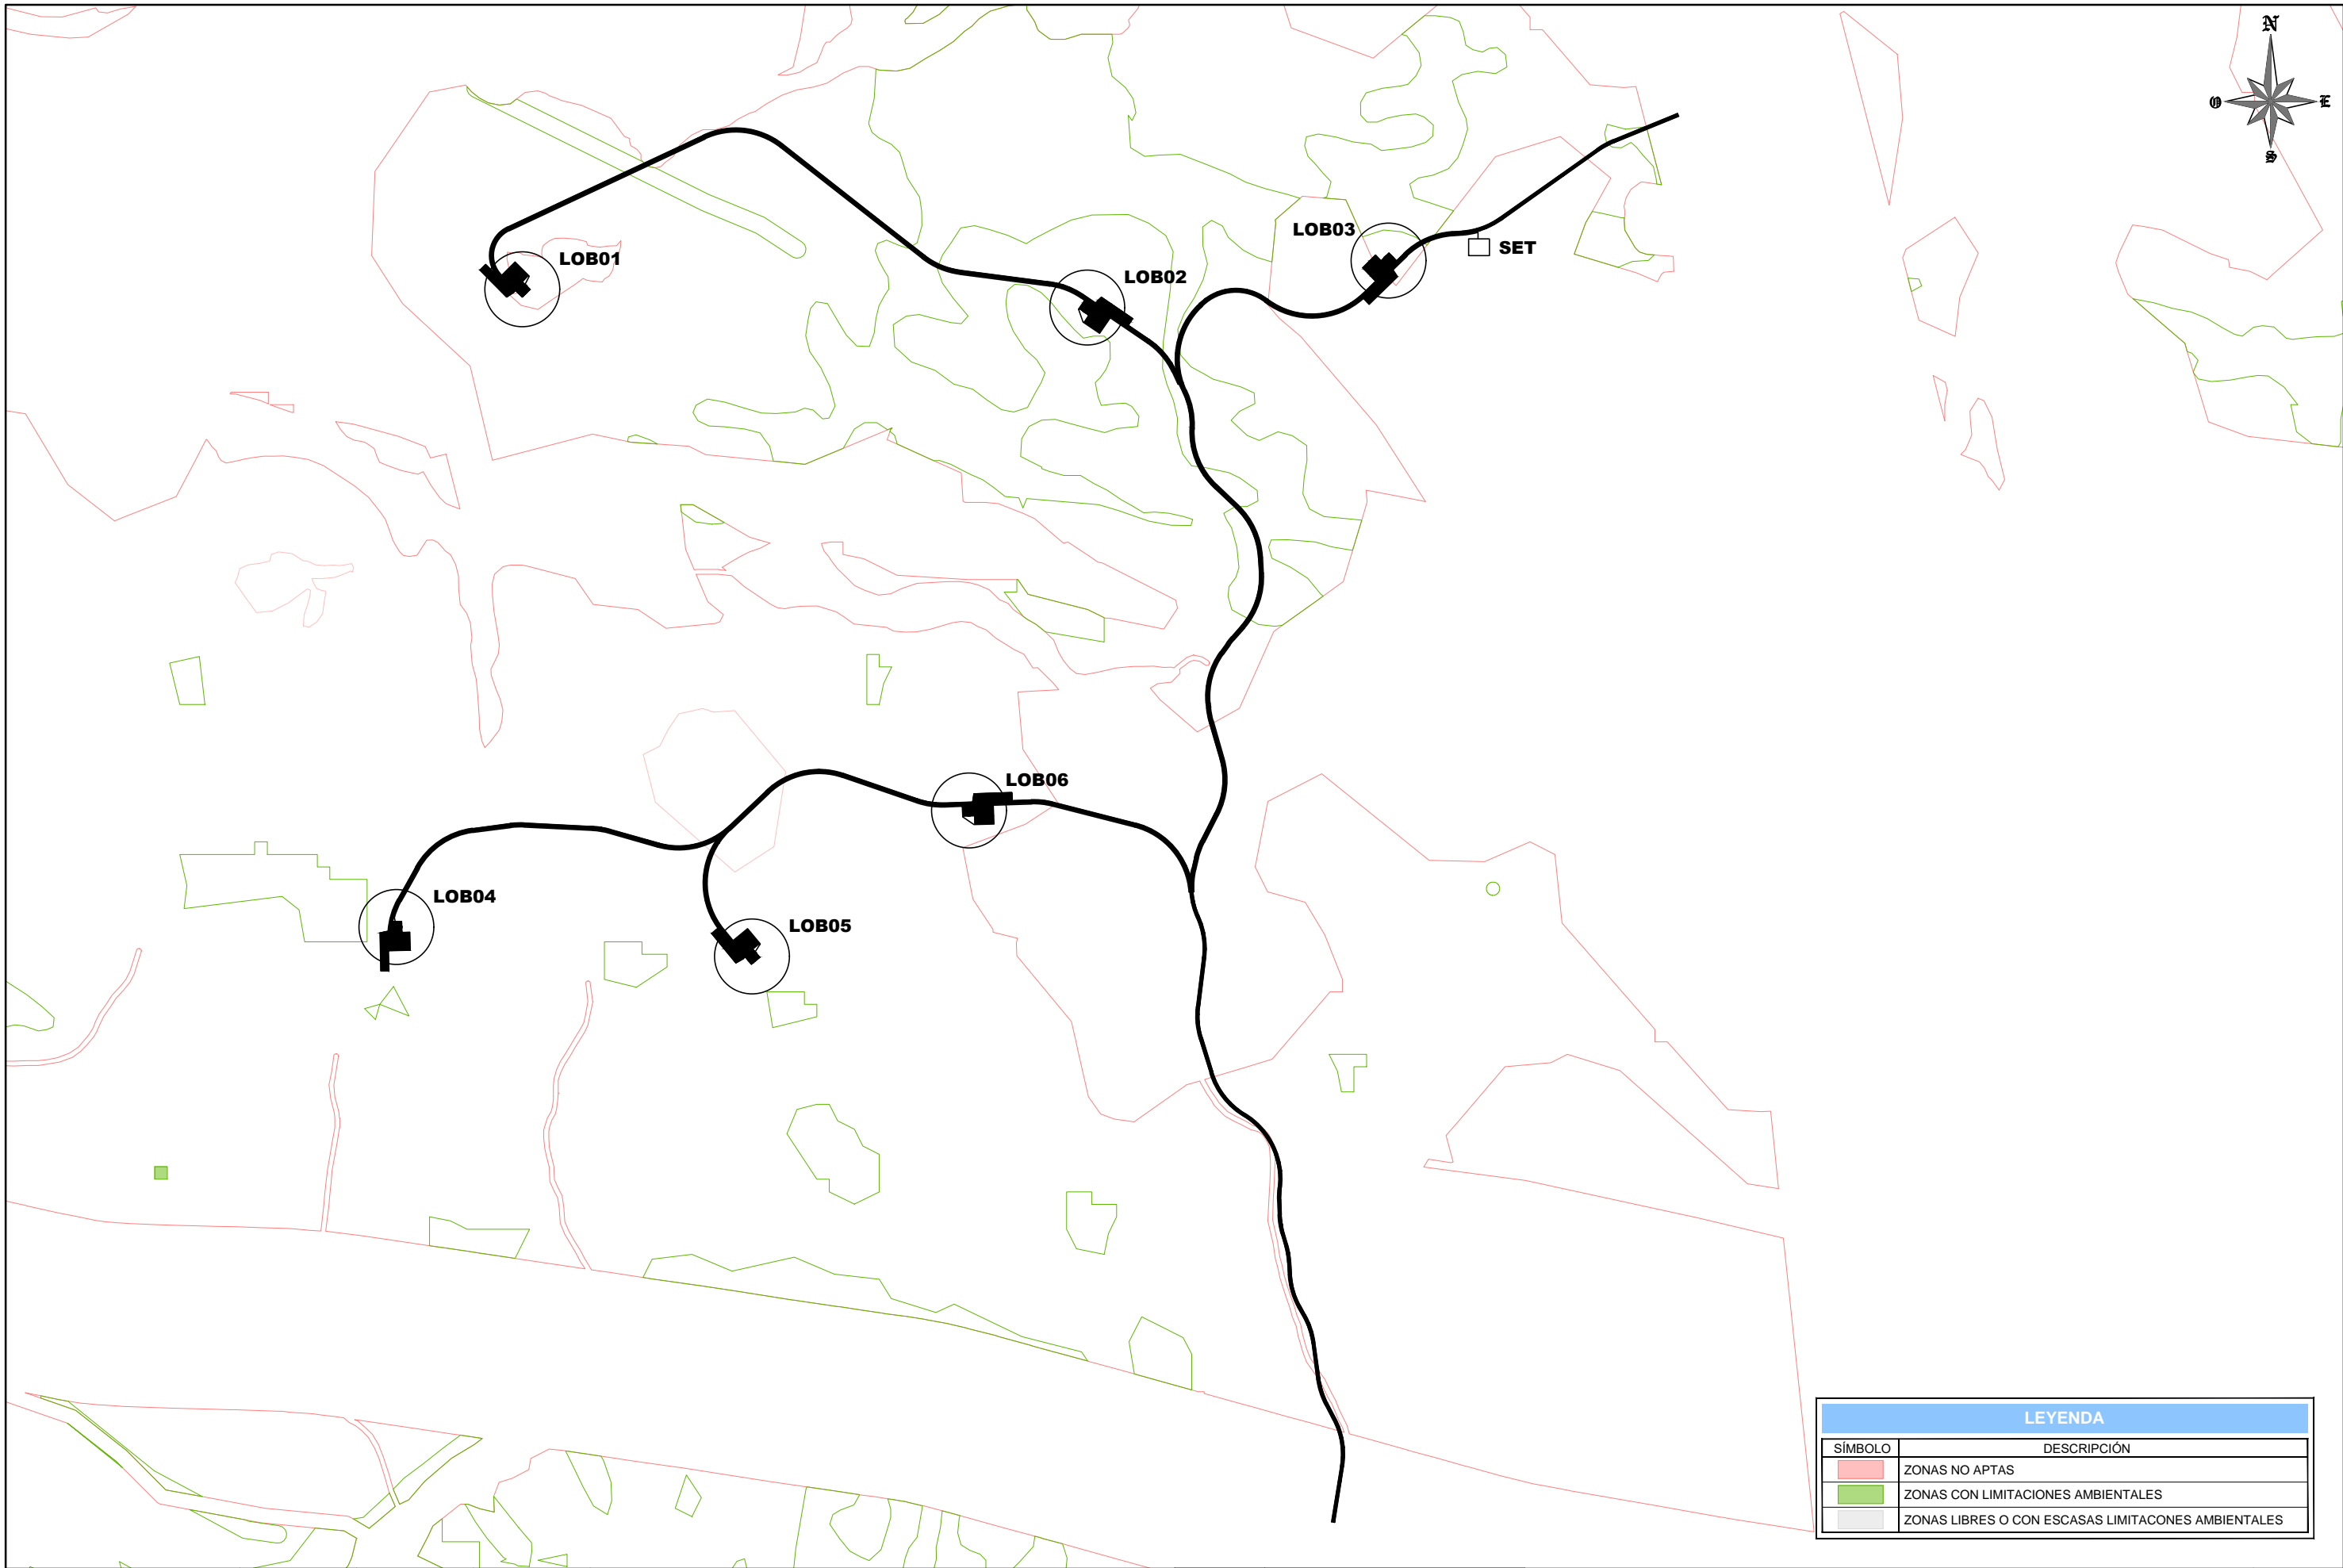 N
O E
S
LOB03
SET
LOB01
LOB02
LOB06
LOB04
LOB05
LEYENDA
SÍMBOLO DESCRIPCIÓN
ZONAS NO APTAS
ZONAS CON LIMITACIONES AMBIENTALES
ZONAS LIBRES O CON ESCASAS LIMITACONES AMBIENTALES